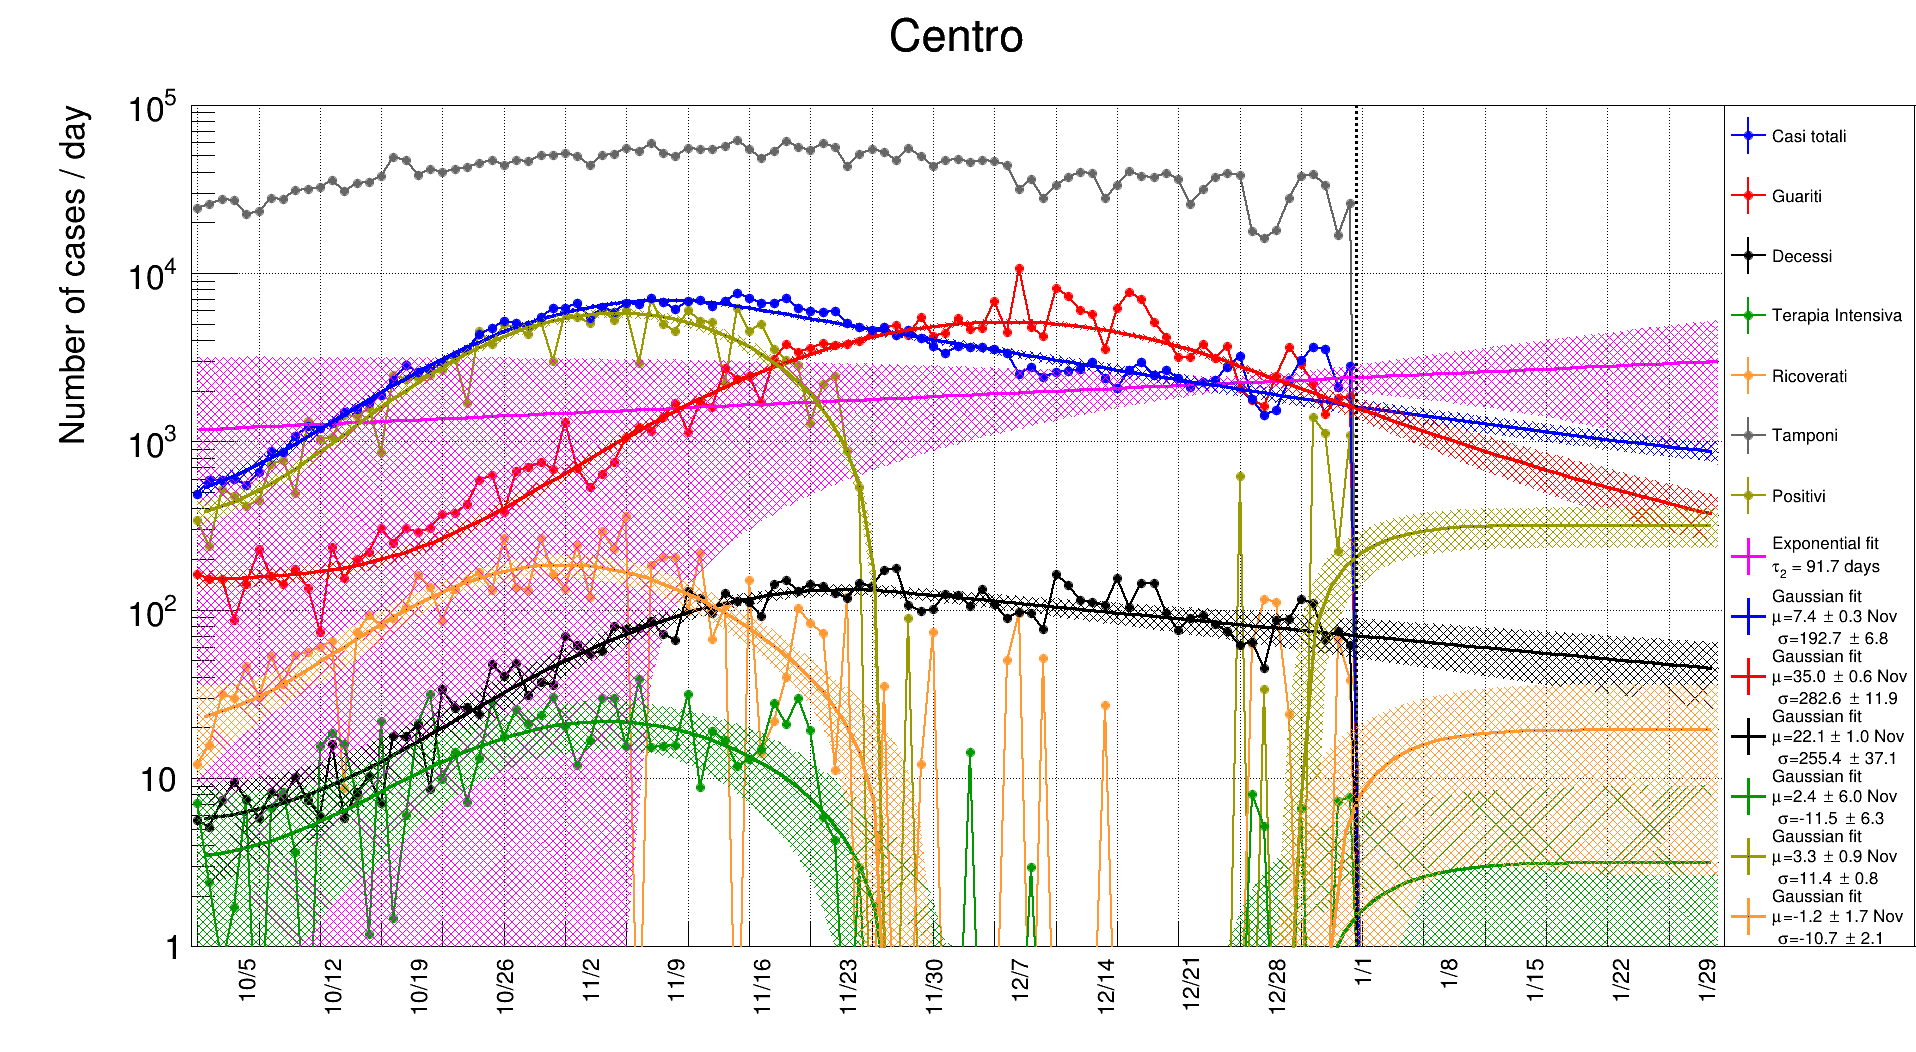 Centro
Number of cases / day
10^5
10^4
10^3
10^2
10
1
10/5
10/12
10/19
10/26
11/2
11/9
11/16
11/23
11/30
12/7
12/14
12/21
12/28
1/1
1/8
1/15
1/22
1/29
Casi totali
Guariti
Decessi
Terapia Intensiva
Ricoverati
Tamponi
Positivi
Exponential fit
τ₂ = 91.7 days
Gaussian fit
μ=7.4 ± 0.3 Nov
σ=192.7 ± 6.8
Gaussian fit
μ=35.0 ± 0.6 Nov
σ=282.6 ± 11.9
Gaussian fit
μ=22.1 ± 1.0 Nov
σ=255.4 ± 37.1
Gaussian fit
μ=2.4 ± 6.0 Nov
σ=-11.5 ± 6.3
Gaussian fit
μ=3.3 ± 0.9 Nov
σ=11.4 ± 0.8
Gaussian fit
μ=-1.2 ± 1.7 Nov
σ=-10.7 ± 2.1